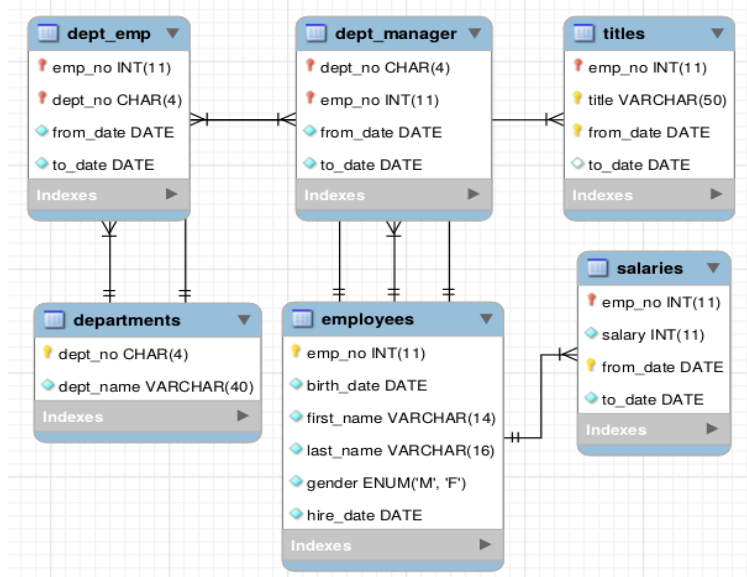 dept_emp
emp_no INT(11)
dept_no CHAR(4)
from_date DATE
to_date DATE
Indexes
dept_manager
dept_no CHAR(4)
emp_no INT(11)
from_date DATE
to_date DATE
Indexes
titles
emp_no INT(11)
title VARCHAR(50)
from_date DATE
to_date DATE
Indexes
departments
dept_no CHAR(4)
dept_name VARCHAR(40)
Indexes
employees
emp_no INT(11)
birth_date DATE
first_name VARCHAR(14)
last_name VARCHAR(16)
gender ENUM('M', 'F')
hire_date DATE
Indexes
salaries
emp_no INT(11)
salary INT(11)
from_date DATE
to_date DATE
Indexes